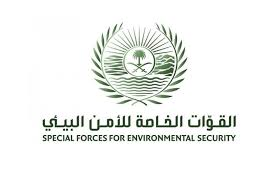 القوات الخاصة للأمن البيئي
SPECIAL FORCES FOR ENVIRONMENTAL SECURITY